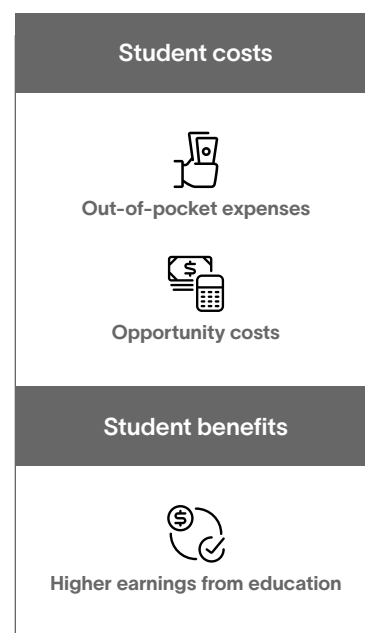 Student costs
Out-of-pocket expenses
$
Opportunity costs
Student benefits
$
Higher earnings from education